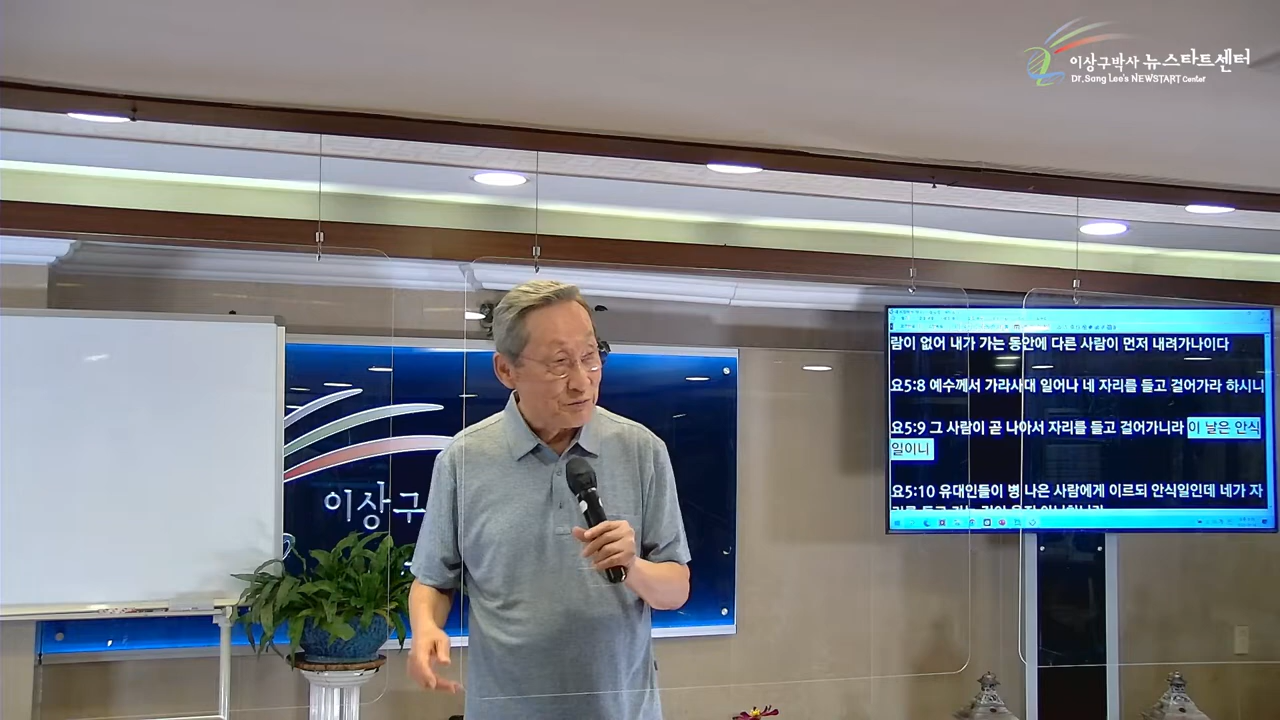 이상구박사 뉴스타트센터
Dr. Sang Lee's NEWSTART Center
람이 없어 내가 가는 동안에 다른 사람이 먼저 내려가나이다
요5:8 예수께서 가라사대 일어나 네 자리를 들고 걸어가라 하시니
요5:9 그 사람이 곧 나아서 자리를 들고 걸어가니라 이 날은 안식
일이니
요5:10 유대인들이 병 나은 사람에게 이르되 안식일인데 네가 자
이상구